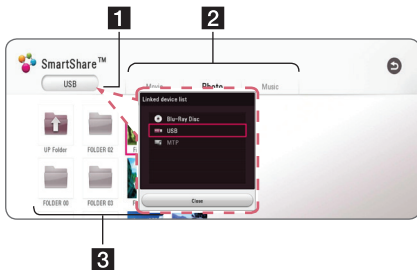 1
2
SmartShare™
USB
Movie Photo Music
Linked device list
Blu-Ray Disc
USB
MTP
Close
UP Folder
FOLDER 02
FOLDER 00
FOLDER 03
3